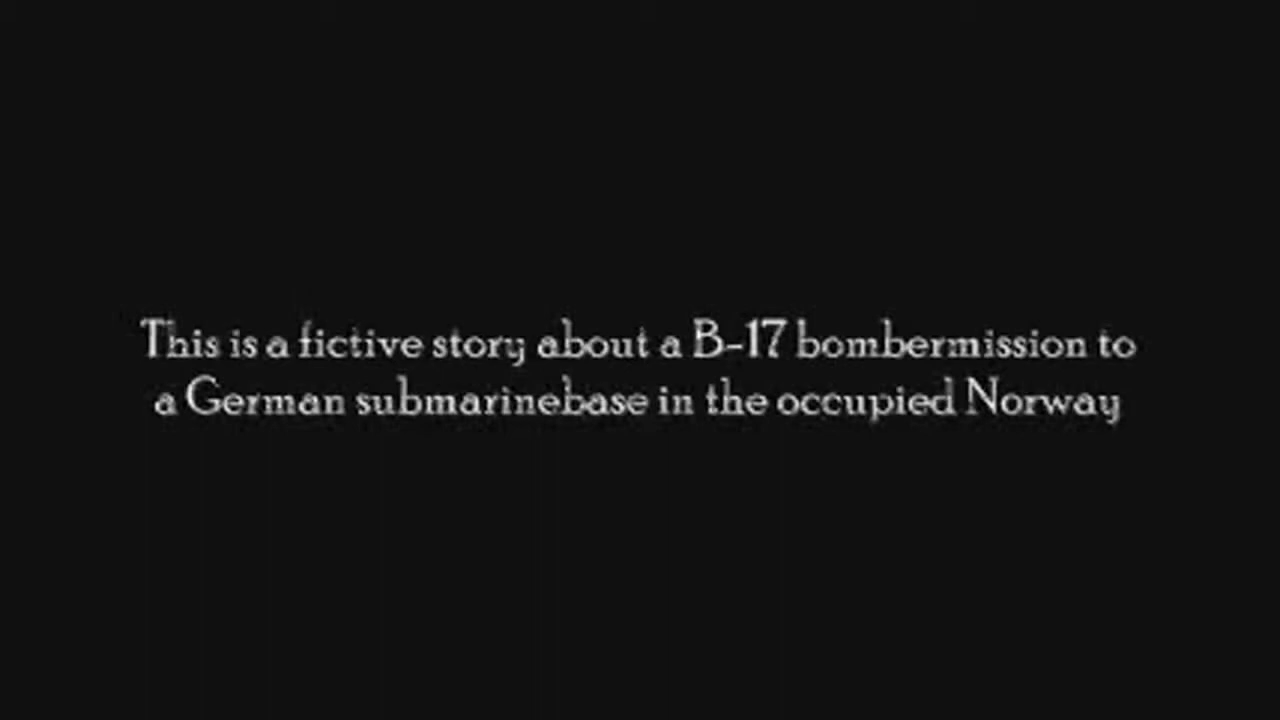 This is a fictive story about a B-17 bombermission to
a German submarinebase in the occupied Norway